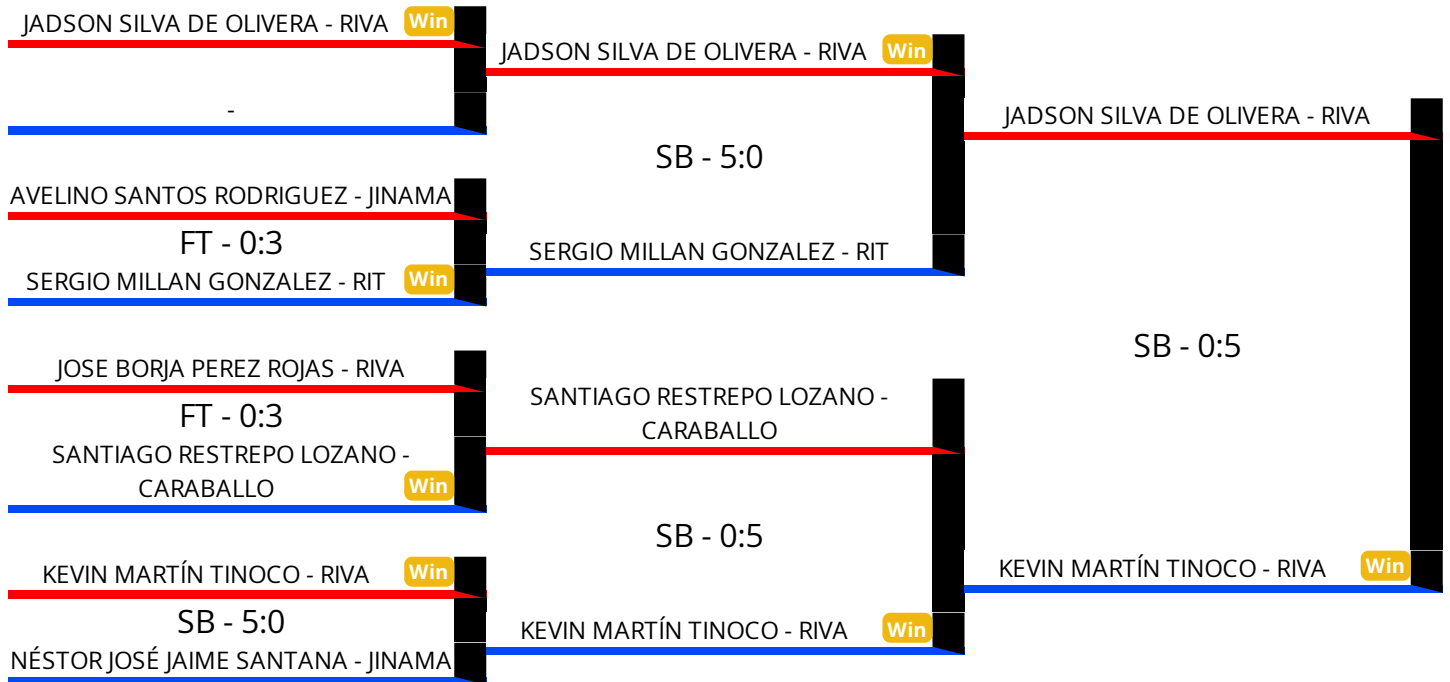 JADSON SILVA DE OLIVERA - RIVA Win
-
AVELINO SANTOS RODRIGUEZ - JINAMA
FT - 0:3
SERGIO MILLAN GONZALEZ - RIT Win
JOSE BORJA PEREZ ROJAS - RIVA
FT - 0:3
SANTIAGO RESTREPO LOZANO -
CARABALLO Win
KEVIN MARTÍN TINOCO - RIVA Win
SB - 5:0
NÉSTOR JOSÉ JAIME SANTANA - JINAMA
JADSON SILVA DE OLIVERA - RIVA Win
SB - 5:0
SERGIO MILLAN GONZALEZ - RIT
SANTIAGO RESTREPO LOZANO -
CARABALLO
SB - 0:5
KEVIN MARTÍN TINOCO - RIVA Win
JADSON SILVA DE OLIVERA - RIVA
SB - 0:5
KEVIN MARTÍN TINOCO - RIVA Win